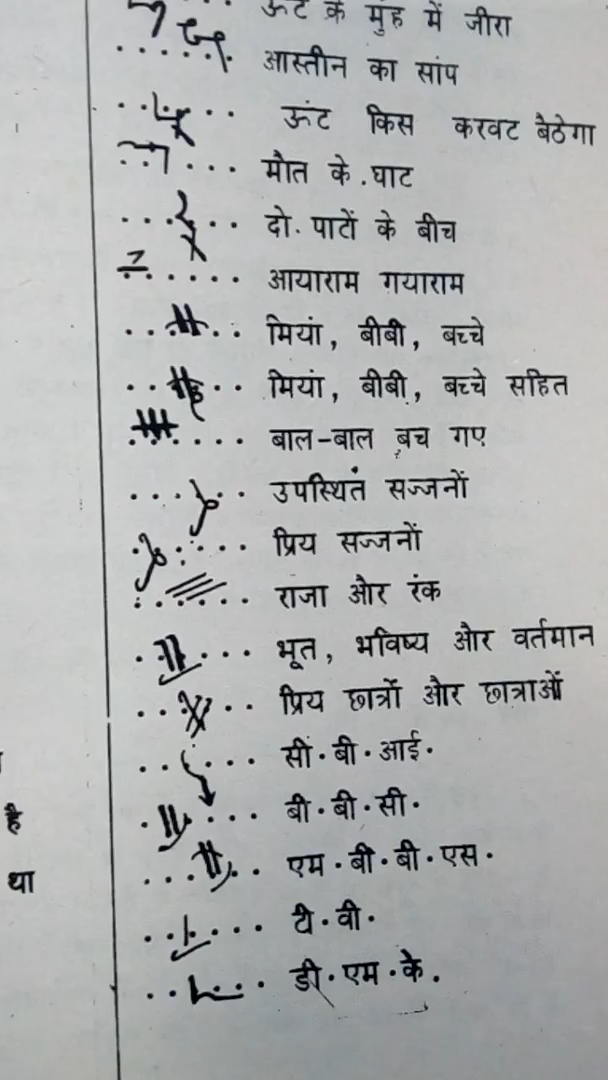 ऊंट के मुंह में जीरा
आस्तीन का सांप
ऊंट किस करवट बैठेगा
मौत के घाट
दो पाटों के बीच
आयाराम गयाराम
मियां, बीबी, बच्चे
मियां, बीबी, बच्चे सहित
बाल-बाल बच गए
उपस्थित सज्जनों
प्रिय सज्जनों
राजा और रंक
भूत, भविष्य और वर्तमान
प्रिय छात्रों और छात्राओं
सी·बी·आई·
बी·बी·सी·
है
एम·बी·बी·एस·
था
टी·वी·
डी·एम·के·